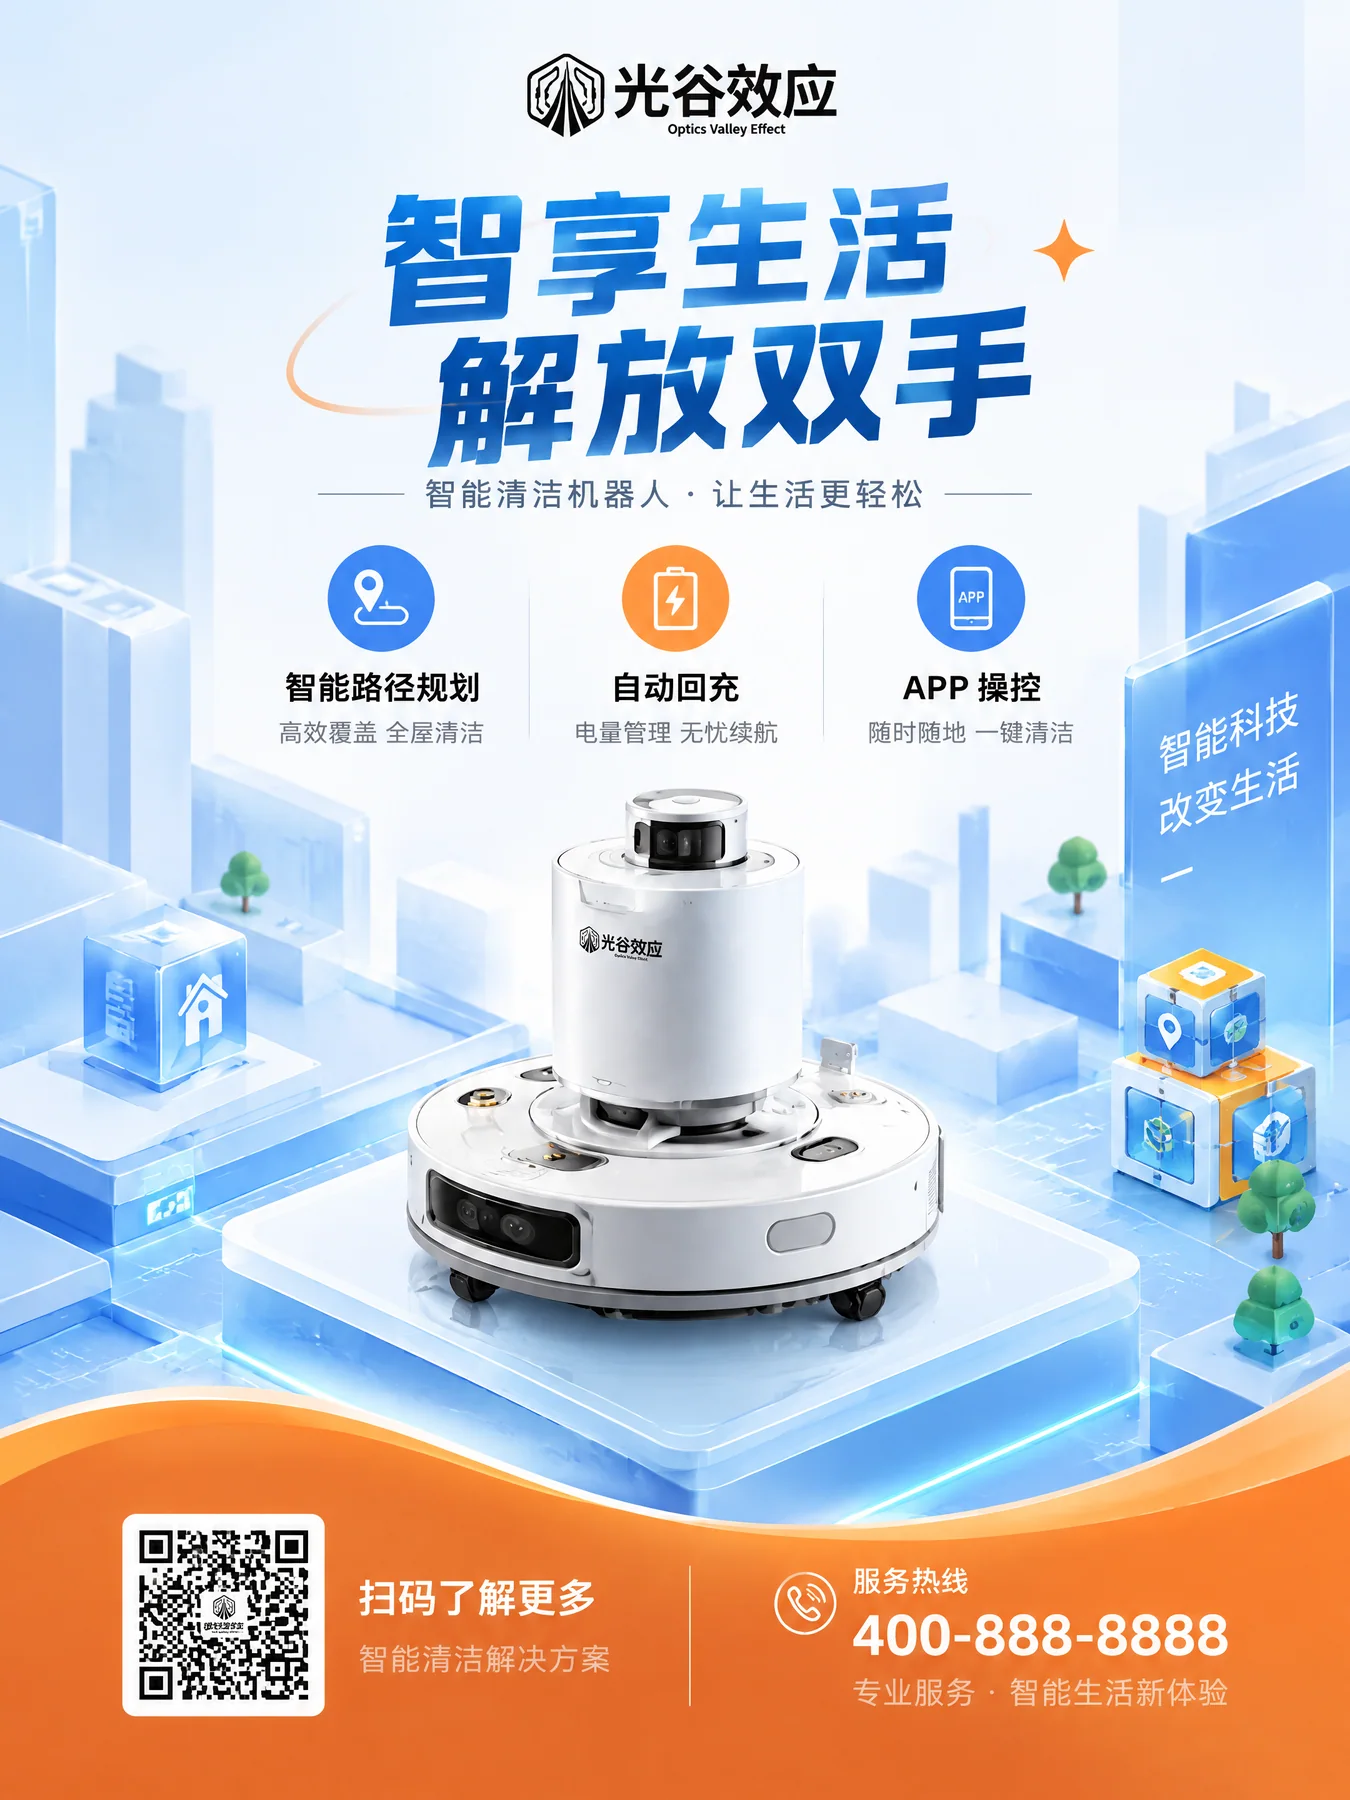 光谷效应
Optics Valley Effect
智享生活
解放双手
智能清洁机器人 · 让生活更轻松
智能路径规划
高效覆盖 全屋清洁
自动回充
电量管理 无忧续航
APP
APP 操控
随时随地 一键清洁
智能科技
改变生活
光谷效应
扫码了解更多
智能清洁解决方案
服务热线
400-888-8888
专业服务 · 智能生活新体验